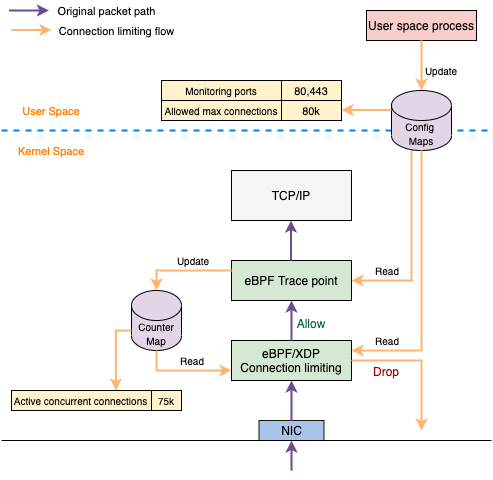 Original packet path
Connection limiting flow
User space process
Update
Monitoring ports 80,443
Allowed max connections 80k
Config
Maps
User Space
Kernel Space
TCP/IP
Update
eBPF Trace point
Read
Counter
Map
Allow
Read
eBPF/XDP
Connection limiting
Read
Drop
Active concurrent connections 75k
NIC